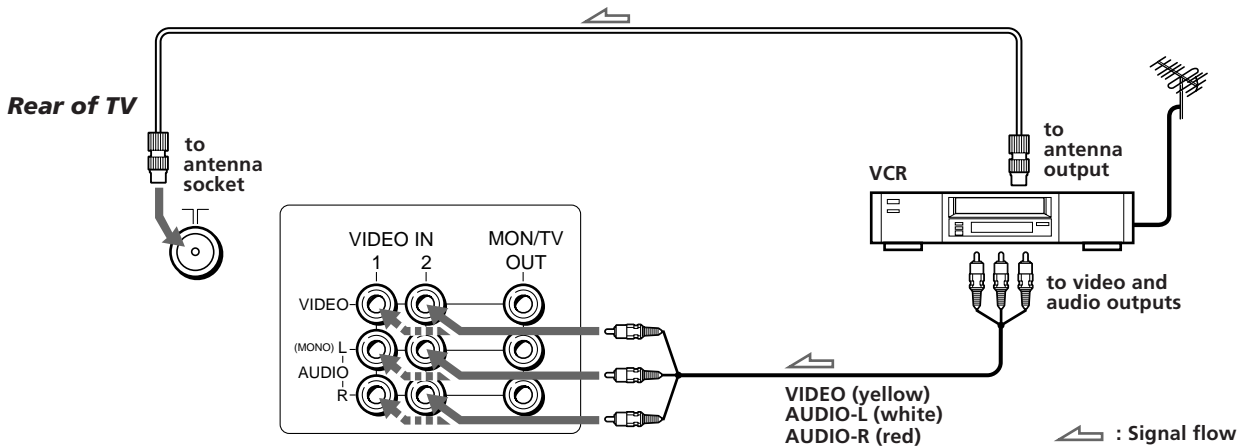 Rear of TV
to
antenna
socket
to
antenna
output
VCR
VIDEO IN
1 2
MON/TV
OUT
VIDEO
(MONO) L
AUDIO
R
to video and
audio outputs
VIDEO (yellow)
AUDIO-L (white)
AUDIO-R (red)
: Signal flow